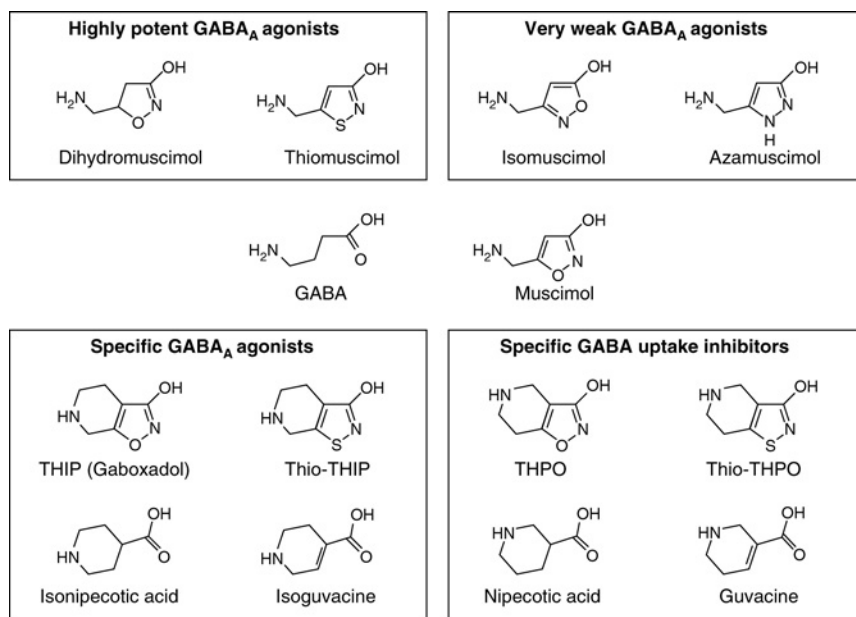 Highly potent GABAA agonists
OH
H2N
N
O
Dihydromuscimol
OH
H2N
N
S
Thiomuscimol
Very weak GABAA agonists
OH
H2N
O
N
Isomuscimol
OH
H2N
N
N
H
Azamuscimol
OH
H2N
O
GABA
OH
H2N
N
O
Muscimol
Specific GABAA agonists
OH
HN
N
O
THIP (Gaboxadol)
OH
HN
N
S
Thio-THIP
OH
HN
O
Isonipecotic acid
OH
HN
O
Isoguvacine
Specific GABA uptake inhibitors
OH
HN
N
O
THPO
OH
HN
N
S
Thio-THPO
OH
HN
O
Nipecotic acid
OH
HN
O
Guvacine